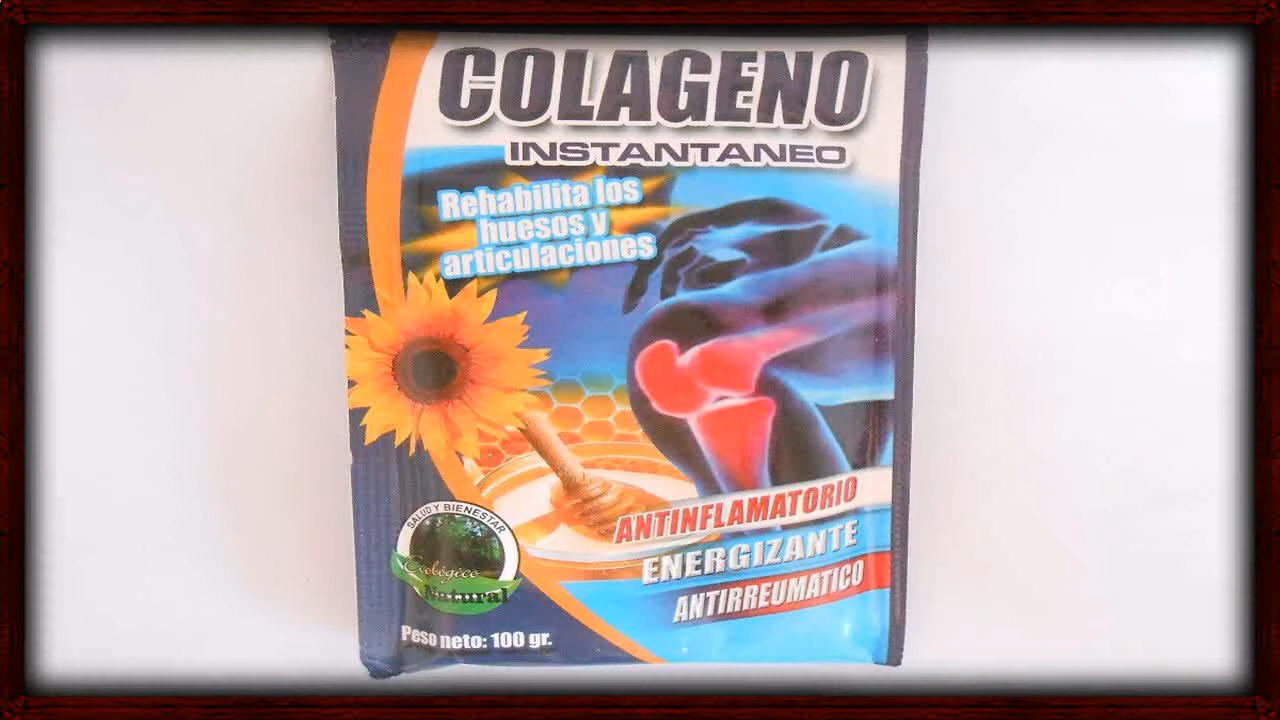 COLAGENO
INSTANTANEO
Rehabilita los
huesos y
articulaciones
ANTINFLAMATORIO
ENERGIZANTE
ANTIRREUMATICO
SALUD Y BIENESTAR
Ecológico
Natural
Peso neto: 100 gr.